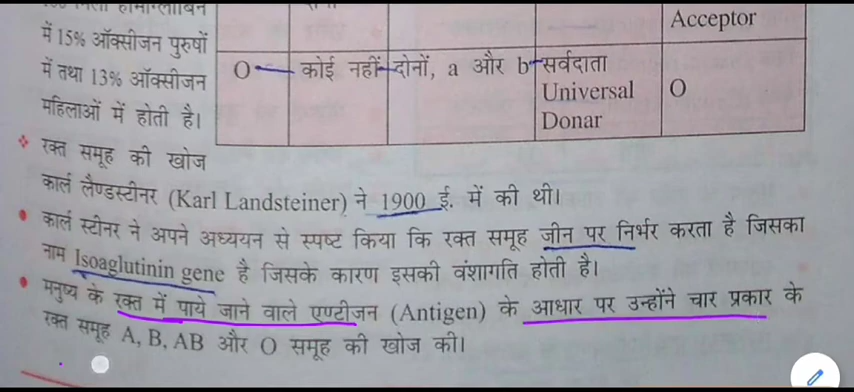 में 15% ऑक्सीजन पुरुषों
में तथा 13% ऑक्सीजन
महिलाओं में होती है।
Acceptor
O कोई नहीं दोनों, a और b सर्वदाता
Universal
Donar
O
रक्त समूह की खोज
कार्ल लैण्डस्टीनर (Karl Landsteiner) ने 1900 ई. में की थी।
कार्ल स्टीनर ने अपने अध्ययन से स्पष्ट किया कि रक्त समूह जीन पर निर्भर करता है जिसका
नाम Isoaglutinin gene है जिसके कारण इसकी वंशागति होती है।
मनुष्य के रक्त में पाये जाने वाले एण्टीजन (Antigen) के आधार पर उन्होंने चार प्रकार के
रक्त समूह A, B, AB और O समूह की खोज की।